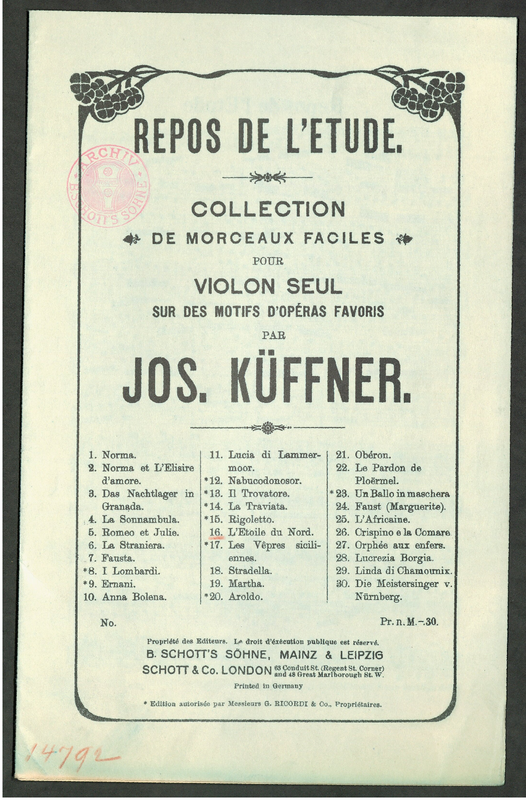 REPOS DE L'ETUDE.
ARCHIV
B. SCHOTT'S SÖHNE
COLLECTION
DE MORCEAUX FACILES
POUR
VIOLON SEUL
SUR DES MOTIFS D'OPÉRAS FAVORIS
PAR
JOS. KÜFFNER.
1. Norma.
2. Norma et L'Elisire
d'amore.
3. Das Nachtlager in
Granada.
4. La Sonnambula.
5. Romeo et Julie.
6. La Straniera.
7. Fausta.
*8. I Lombardi.
*9. Ernani.
10. Anna Bolena.
11. Lucia di Lammer-
moor.
*12. Nabucodonosor.
*13. Il Trovatore.
*14. La Traviata.
*15. Rigoletto.
16. L'Etoile du Nord.
*17. Les Vêpres sicili-
ennes.
18. Stradella.
19. Martha.
*20. Aroldo.
21. Obéron.
22. Le Pardon de
Ploërmel.
*23. Un Ballo in maschera
24. Faust (Marguerite).
25. L'Africaine.
26. Crispino e la Comare
27. Orphée aux enfers.
28. Lucrezia Borgia.
29. Linda di Chamounix.
30. Die Meistersinger v.
Nürnberg.
No.
Pr. n. M.-.30.
Propriété des Editeurs. Le droit d'éxécution publique est réservé.
B. SCHOTT'S SÖHNE, MAINZ & LEIPZIG
SCHOTT & Co. LONDON 63 Conduit St. (Regent St. Corner)
and 48 Great Marlborough St. W.
Printed in Germany
* Edition autorisée par Messieurs G. RICORDI & Co., Propriétaires.
14792